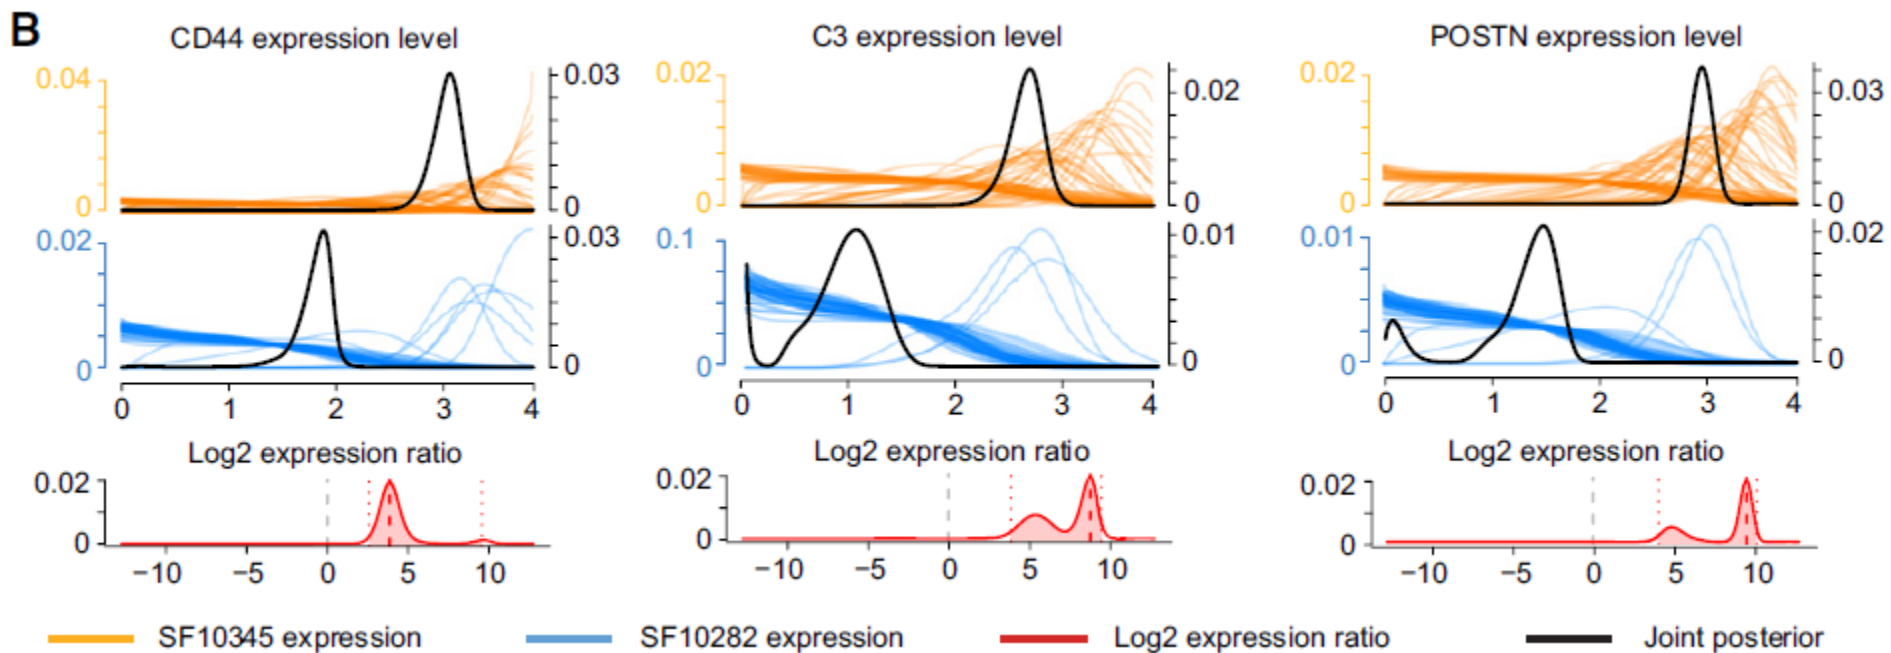 B
CD44 expression level
C3 expression level
POSTN expression level
0.04
0
0.03
0
0.02
0
0.02
0
0.02
0
0.03
0
0.02
0
0.03
0
0.1
0
0.01
0
0.01
0
0.02
0
0 1 2 3 4
0 1 2 3 4
0 1 2 3 4
Log2 expression ratio
Log2 expression ratio
Log2 expression ratio
0.02
0
0.02
0
0.02
0
−10 −5 0 5 10
−10 −5 0 5 10
−10 −5 0 5 10
SF10345 expression
SF10282 expression
Log2 expression ratio
Joint posterior